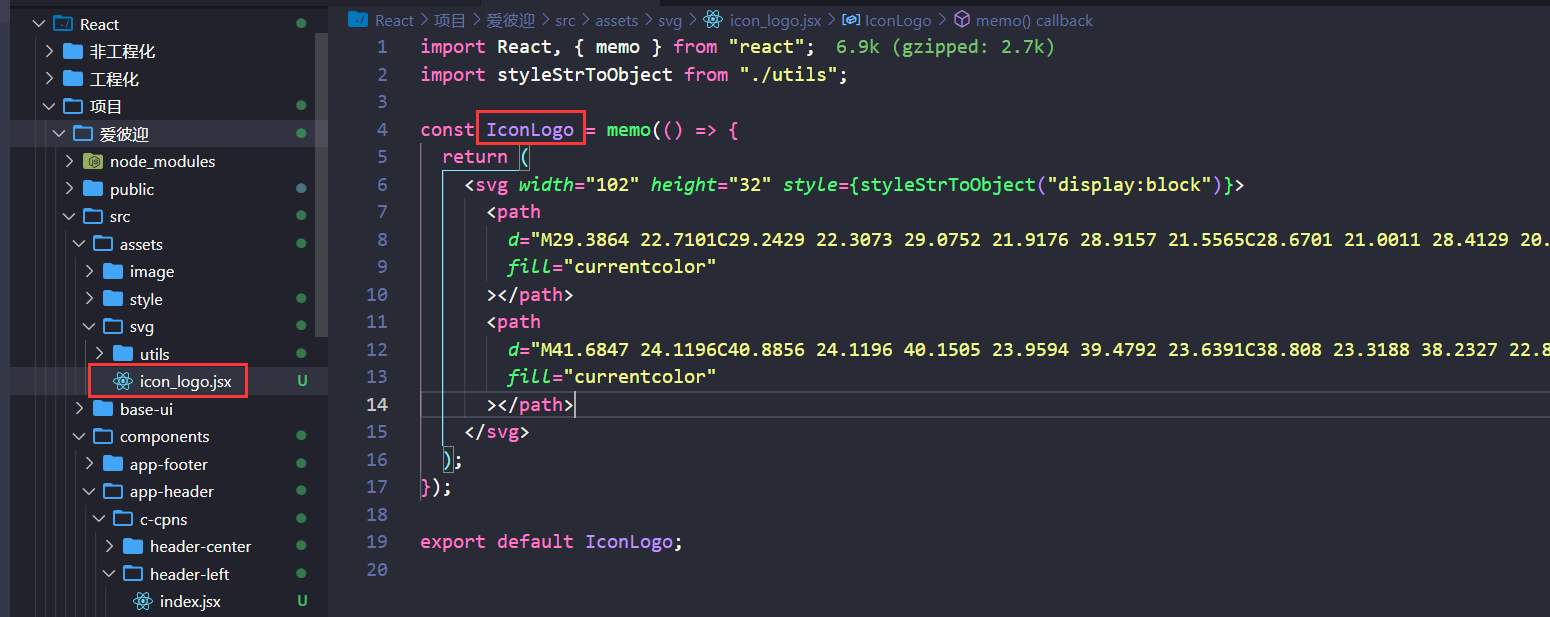 React
非工程化
工程化
项目
爱彼迎
node_modules
public
src
assets
image
style
svg
utils
icon_logo.jsx U
base-ui
components
app-footer
app-header
c-cpns
header-center
header-left
index.jsx U
React > 项目 > 爱彼迎 > src > assets > svg > icon_logo.jsx > IconLogo > memo() callback
1 import React, { memo } from "react"; 6.9k (gzipped: 2.7k)
2 import styleStrToObject from "./utils";
3
4 const IconLogo = memo(() => {
5 return (
6 <svg width="102" height="32" style={styleStrToObject("display:block")}>
7 <path
8 d="M29.3864 22.7101C29.2429 22.3073 29.0752 21.9176 28.9157 21.5565C28.6701 21.0011 28.4129 20.
9 fill="currentcolor"
10 ></path>
11 <path
12 d="M41.6847 24.1196C40.8856 24.1196 40.1505 23.9594 39.4792 23.6391C38.808 23.3188 38.2327 22.8
13 fill="currentcolor"
14 ></path>
15 </svg>
16 );
17 });
18
19 export default IconLogo;
20